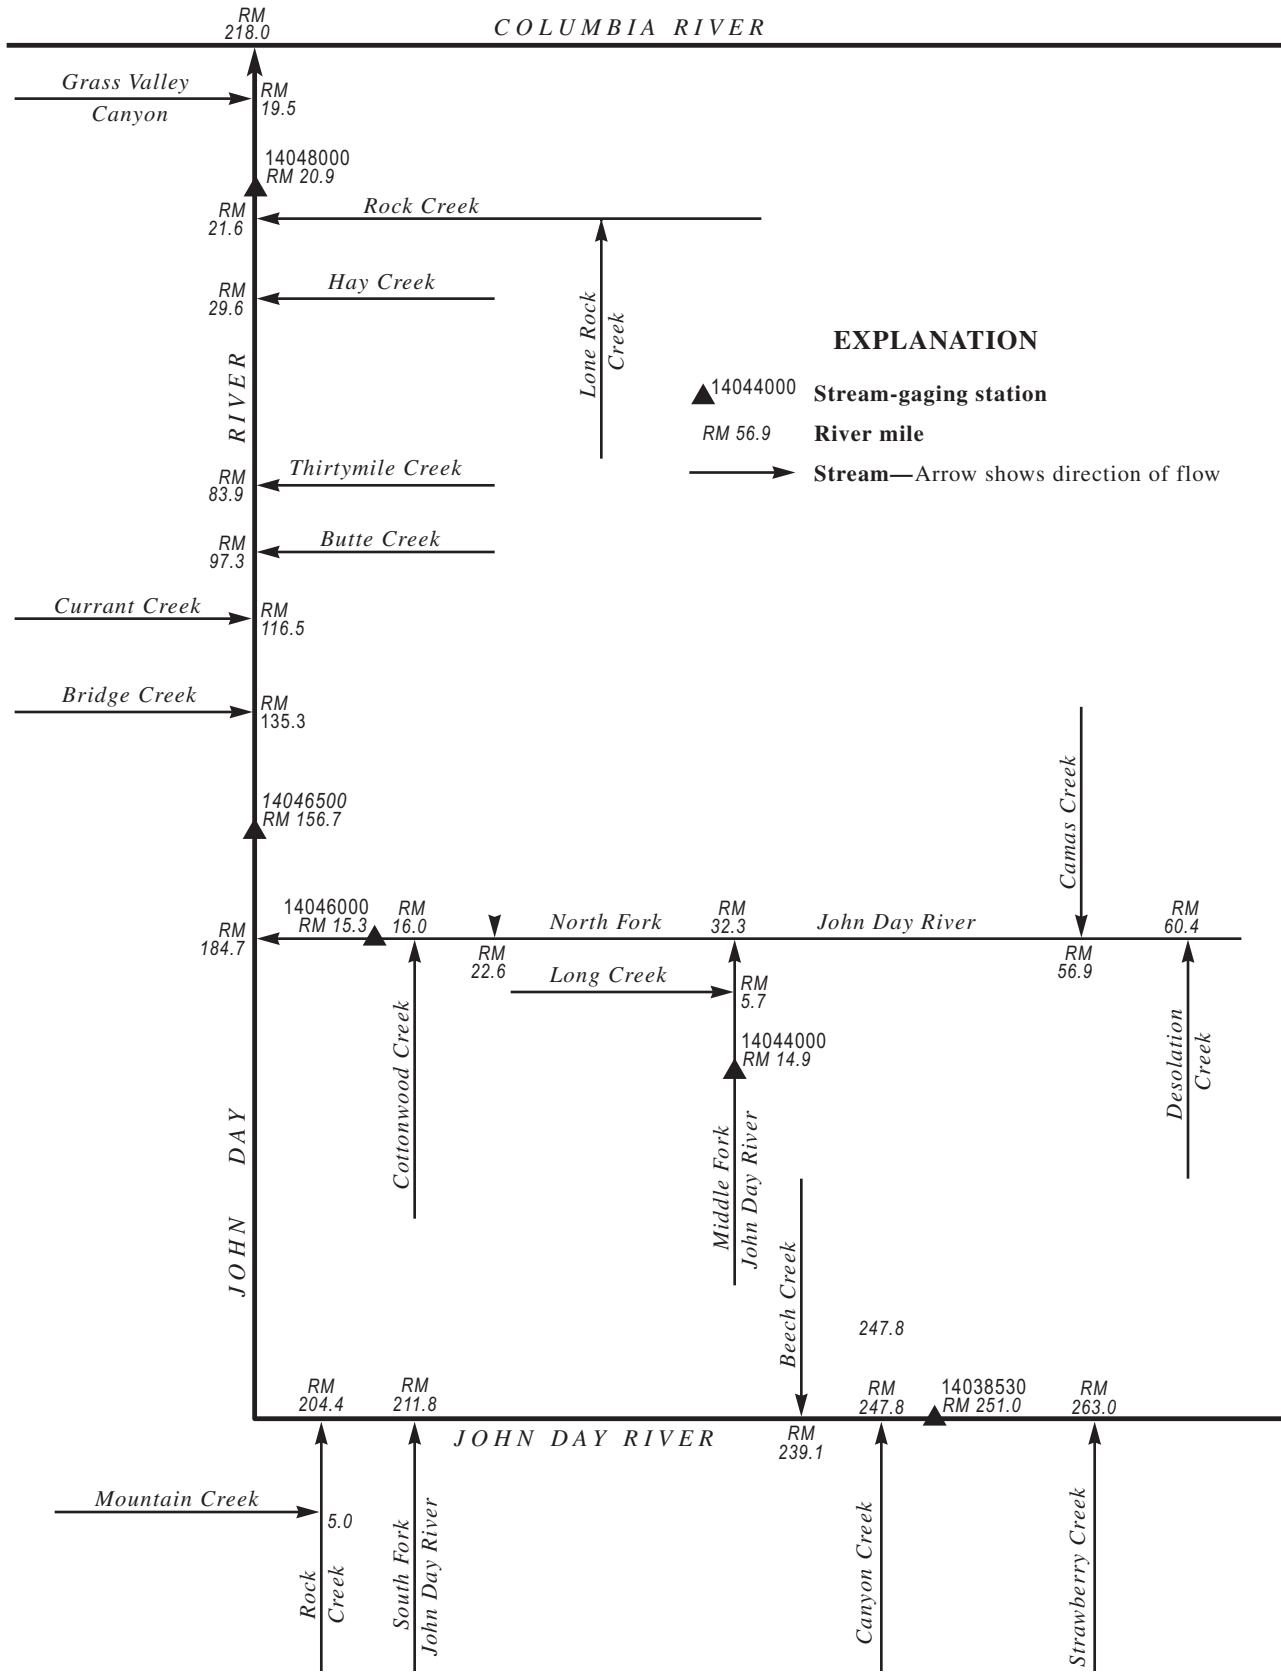 RM
218.0
COLUMBIA RIVER
Grass Valley
Canyon
RM
19.5
14048000
RM 20.9
RM
21.6
Rock Creek
RM
29.6
Hay Creek
Lone Rock
Creek
EXPLANATION
14044000
Stream-gaging station
RM 56.9
River mile
Stream—Arrow shows direction of flow
RIVER
RM
83.9
Thirtymile Creek
RM
97.3
Butte Creek
Currant Creek
RM
116.5
Bridge Creek
RM
135.3
14046500
RM 156.7
Camas Creek
RM
184.7
14046000
RM 15.3
RM
16.0
RM
22.6
North Fork
RM
32.3
John Day River
RM
56.9
RM
60.4
Long Creek
RM
5.7
14044000
RM 14.9
Cottonwood Creek
Middle Fork
John Day River
Desolation
Creek
JOHN DAY
Beech Creek
247.8
RM
204.4
RM
211.8
RM
239.1
RM
247.8
14038530
RM 251.0
RM
263.0
JOHN DAY RIVER
Mountain Creek
5.0
Rock
Creek
South Fork
John Day River
Canyon Creek
Strawberry Creek